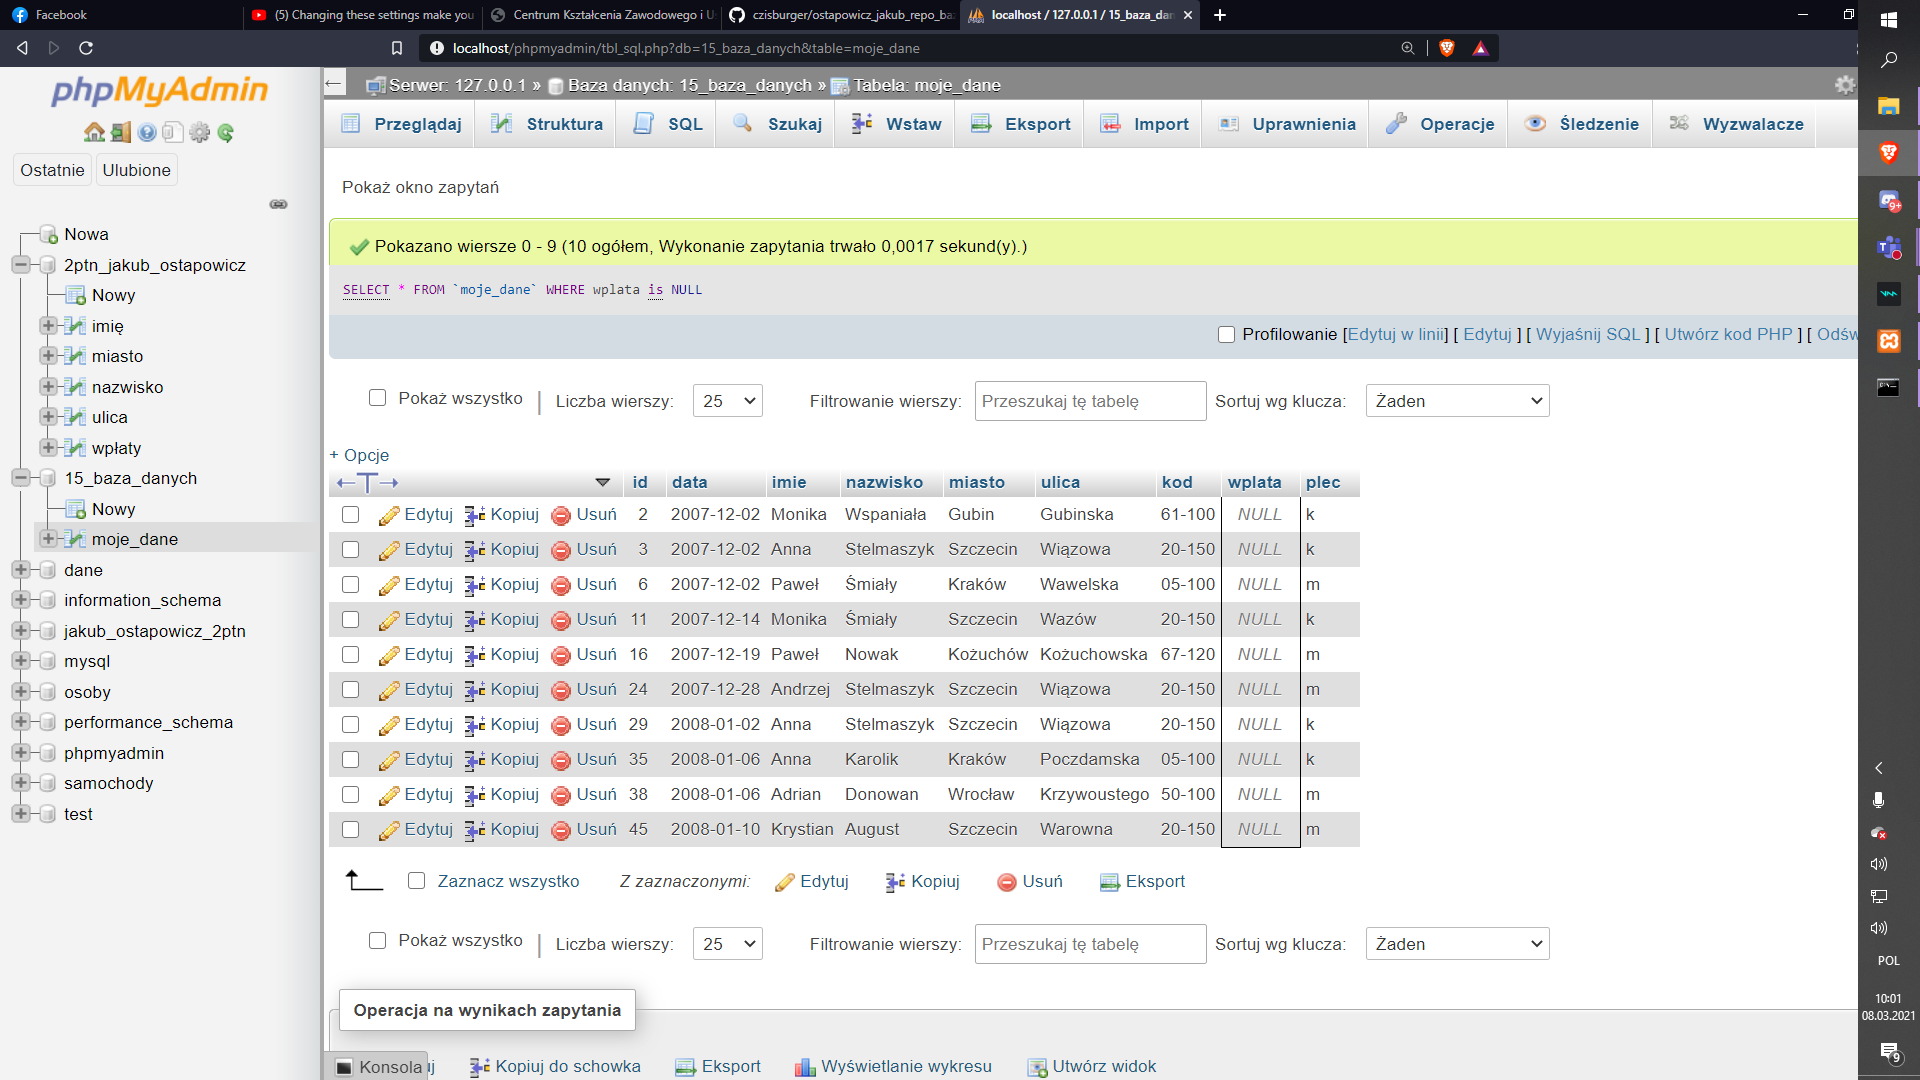 Facebook
(5) Changing these settings make you
Centrum Kształcenia Zawodowego i U
czisburger/ostapowicz_jakub_repo_ba
localhost / 127.0.0.1 / 15_baza_dan
localhost/phpmyadmin/tbl_sql.php?db=15_baza_danych&table=moje_dane
phpMyAdmin
Ostatnie
Ulubione
Nowa
2ptn_jakub_ostapowicz
Nowy
imię
miasto
nazwisko
ulica
wpłaty
15_baza_danych
Nowy
moje_dane
dane
information_schema
jakub_ostapowicz_2ptn
mysql
osoby
performance_schema
phpmyadmin
samochody
test
Serwer: 127.0.0.1 » Baza danych: 15_baza_danych » Tabela: moje_dane
Przeglądaj Struktura SQL Szukaj Wstaw Eksport Import Uprawnienia Operacje Śledzenie Wyzwalacze
Pokaż okno zapytań
Pokazano wiersze 0 - 9 (10 ogółem, Wykonanie zapytania trwało 0,0017 sekund(y).)
SELECT * FROM `moje_dane` WHERE wplata is NULL
Profilowanie [Edytuj w linii] [ Edytuj ] [ Wyjaśnij SQL ] [ Utwórz kod PHP ] [ Odśw
Pokaż wszystko | Liczba wierszy: 25 Filtrowanie wierszy: Przeszukaj tę tabelę Sortuj wg klucza: Żaden
+ Opcje
←T→ id data imie nazwisko miasto ulica kod wplata plec
Edytuj Kopiuj Usuń 2 2007-12-02 Monika Wspaniała Gubin Gubinska 61-100 NULL k
Edytuj Kopiuj Usuń 3 2007-12-02 Anna Stelmaszyk Szczecin Wiązowa 20-150 NULL k
Edytuj Kopiuj Usuń 6 2007-12-02 Paweł Śmiały Kraków Wawelska 05-100 NULL m
Edytuj Kopiuj Usuń 11 2007-12-14 Monika Śmiały Szczecin Wazów 20-150 NULL k
Edytuj Kopiuj Usuń 16 2007-12-19 Paweł Nowak Kożuchów Kożuchowska 67-120 NULL m
Edytuj Kopiuj Usuń 24 2007-12-28 Andrzej Stelmaszyk Szczecin Wiązowa 20-150 NULL m
Edytuj Kopiuj Usuń 29 2008-01-02 Anna Stelmaszyk Szczecin Wiązowa 20-150 NULL k
Edytuj Kopiuj Usuń 35 2008-01-06 Anna Karolik Kraków Poczdamska 05-100 NULL k
Edytuj Kopiuj Usuń 38 2008-01-06 Adrian Donowan Wrocław Krzywoustego 50-100 NULL m
Edytuj Kopiuj Usuń 45 2008-01-10 Krystian August Szczecin Warowna 20-150 NULL m
Zaznacz wszystko Z zaznaczonymi: Edytuj Kopiuj Usuń Eksport
Pokaż wszystko | Liczba wierszy: 25 Filtrowanie wierszy: Przeszukaj tę tabelę Sortuj wg klucza: Żaden
Operacja na wynikach zapytania
Konsola Kopiuj do schowka Eksport Wyświetlanie wykresu Utwórz widok
9+
POL
10:01
08.03.2021
9